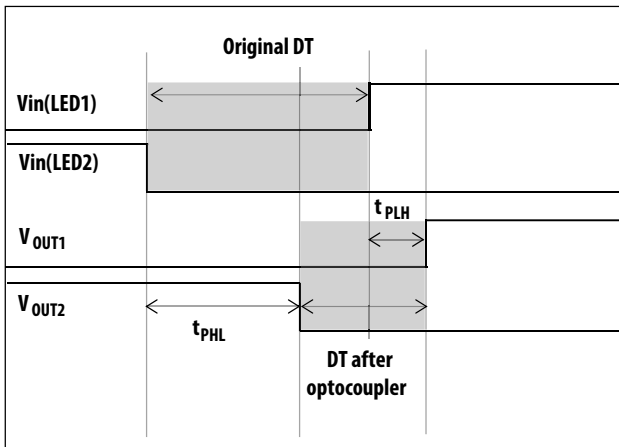 Original DT
Vin(LED1)
Vin(LED2)
tPLH
VOUT1
VOUT2
tPHL
DT after
optocoupler